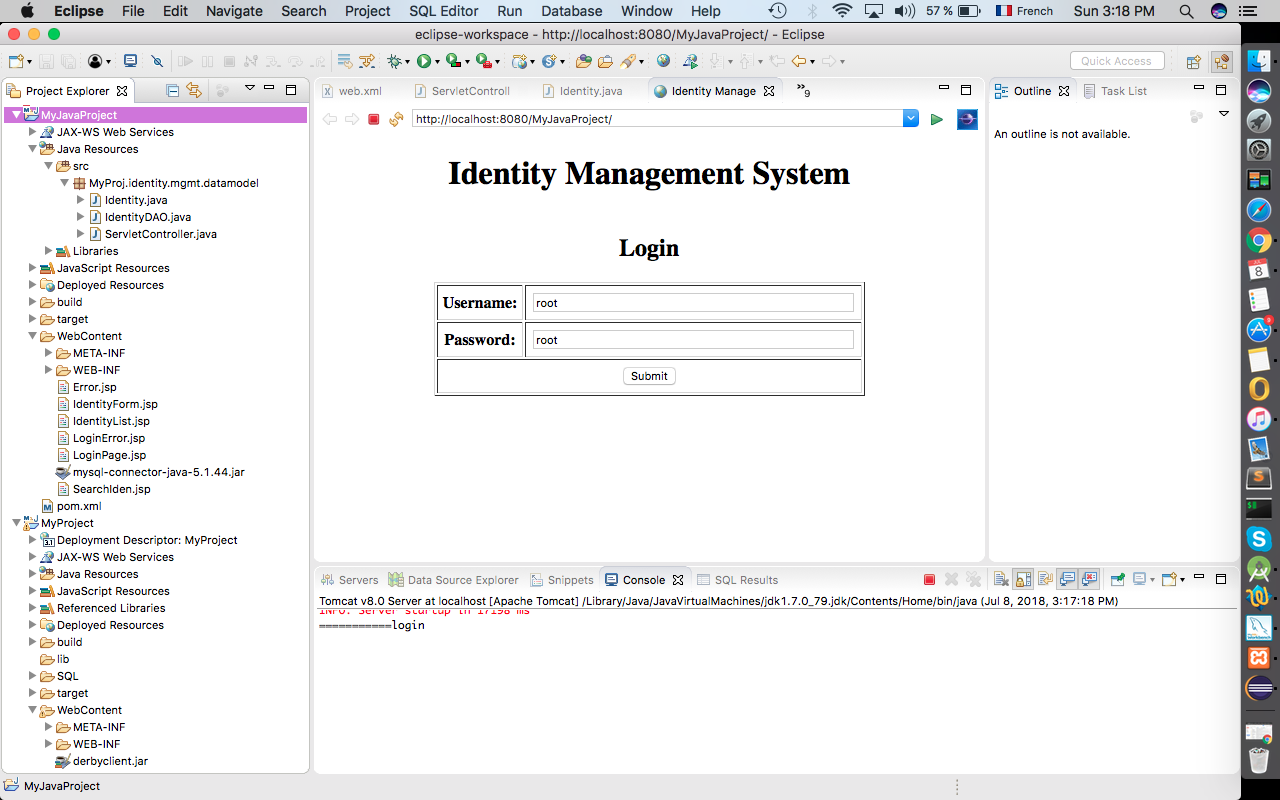 Eclipse File Edit Navigate Search Project SQL Editor Run Database Window Help 57 % French Sun 3:18 PM
eclipse-workspace - http://localhost:8080/MyJavaProject/ - Eclipse
Quick Access
Project Explorer
MyJavaProject
JAX-WS Web Services
Java Resources
src
MyProj.identity.mgmt.datamodel
Identity.java
IdentityDAO.java
ServletController.java
Libraries
JavaScript Resources
Deployed Resources
build
target
WebContent
META-INF
WEB-INF
Error.jsp
IdentityForm.jsp
IdentityList.jsp
LoginError.jsp
LoginPage.jsp
mysql-connector-java-5.1.44.jar
SearchIden.jsp
pom.xml
MyProject
Deployment Descriptor: MyProject
JAX-WS Web Services
Java Resources
JavaScript Resources
Referenced Libraries
Deployed Resources
build
lib
SQL
target
WebContent
META-INF
WEB-INF
derbyclient.jar
web.xml ServletControll Identity.java Identity Manage »9
http://localhost:8080/MyJavaProject/
Identity Management System
Login
Username: root
Password: root
Submit
Outline Task List
An outline is not available.
Servers Data Source Explorer Snippets Console SQL Results
Tomcat v8.0 Server at localhost [Apache Tomcat] /Library/Java/JavaVirtualMachines/jdk1.7.0_79.jdk/Contents/Home/bin/java (Jul 8, 2018, 3:17:18 PM)
INFO: Server startup in 17198 ms
===========login
MyJavaProject